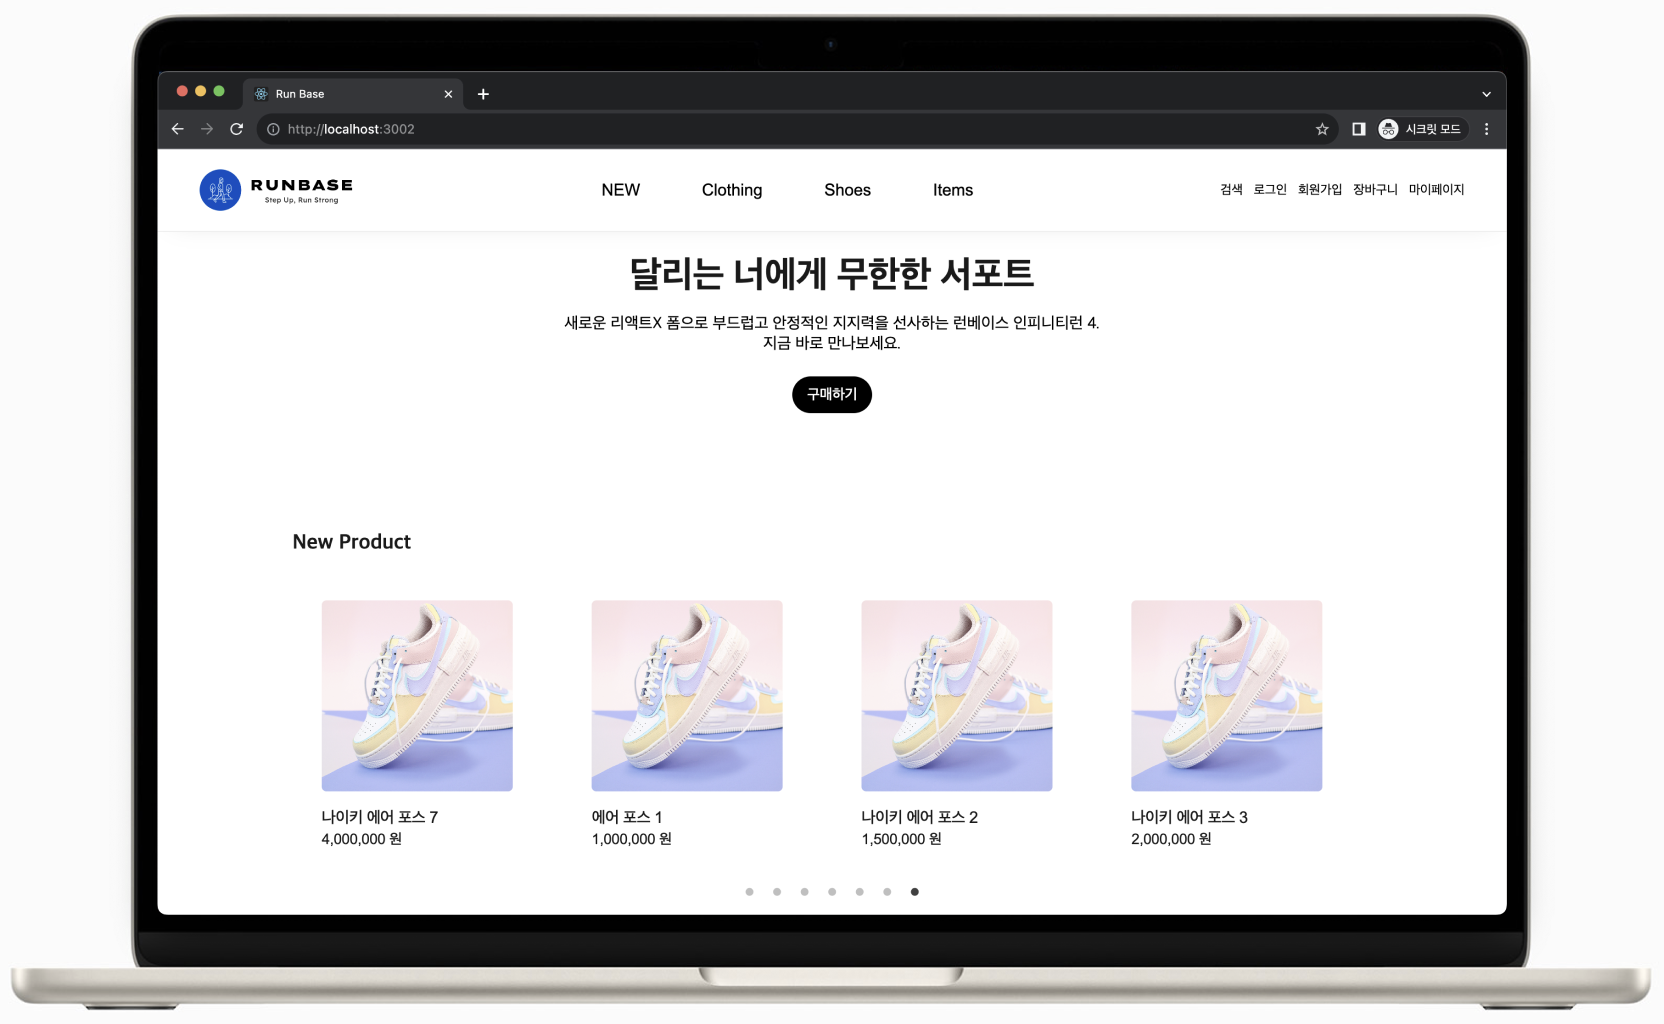 Run Base
http://localhost:3002
시크릿 모드
RUNBASE
Step Up, Run Strong
NEW Clothing Shoes Items
검색 로그인 회원가입 장바구니 마이페이지
달리는 너에게 무한한 서포트
새로운 리액트X 폼으로 부드럽고 안정적인 지지력을 선사하는 런베이스 인피니티런 4.
지금 바로 만나보세요.
구매하기
New Product
나이키 에어 포스 7
4,000,000 원
에어 포스 1
1,000,000 원
나이키 에어 포스 2
1,500,000 원
나이키 에어 포스 3
2,000,000 원